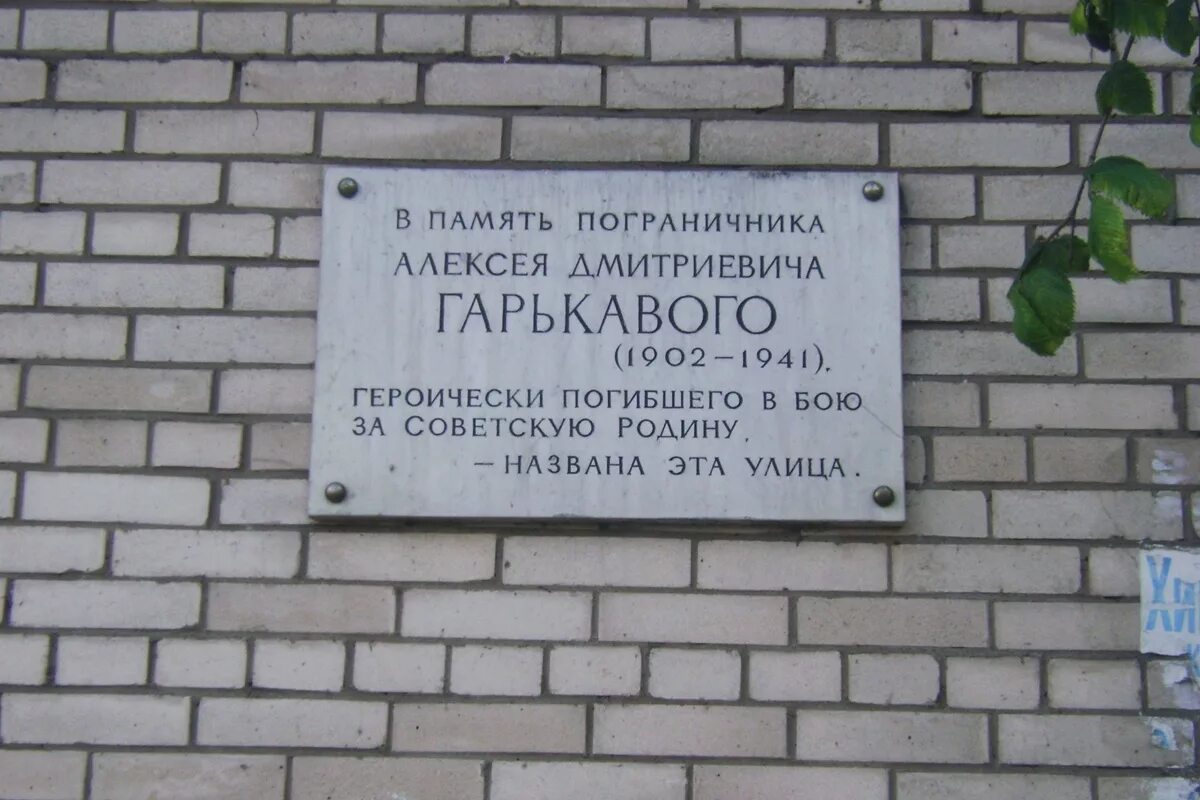 В ПАМЯТЬ ПОГРАНИЧНИКА
АЛЕКСЕЯ ДМИТРИЕВИЧА
ГАРЬКАВОГО
(1902–1941),
ГЕРОИЧЕСКИ ПОГИБШЕГО В БОЮ
ЗА СОВЕТСКУЮ РОДИНУ,
– НАЗВАНА ЭТА УЛИЦА.